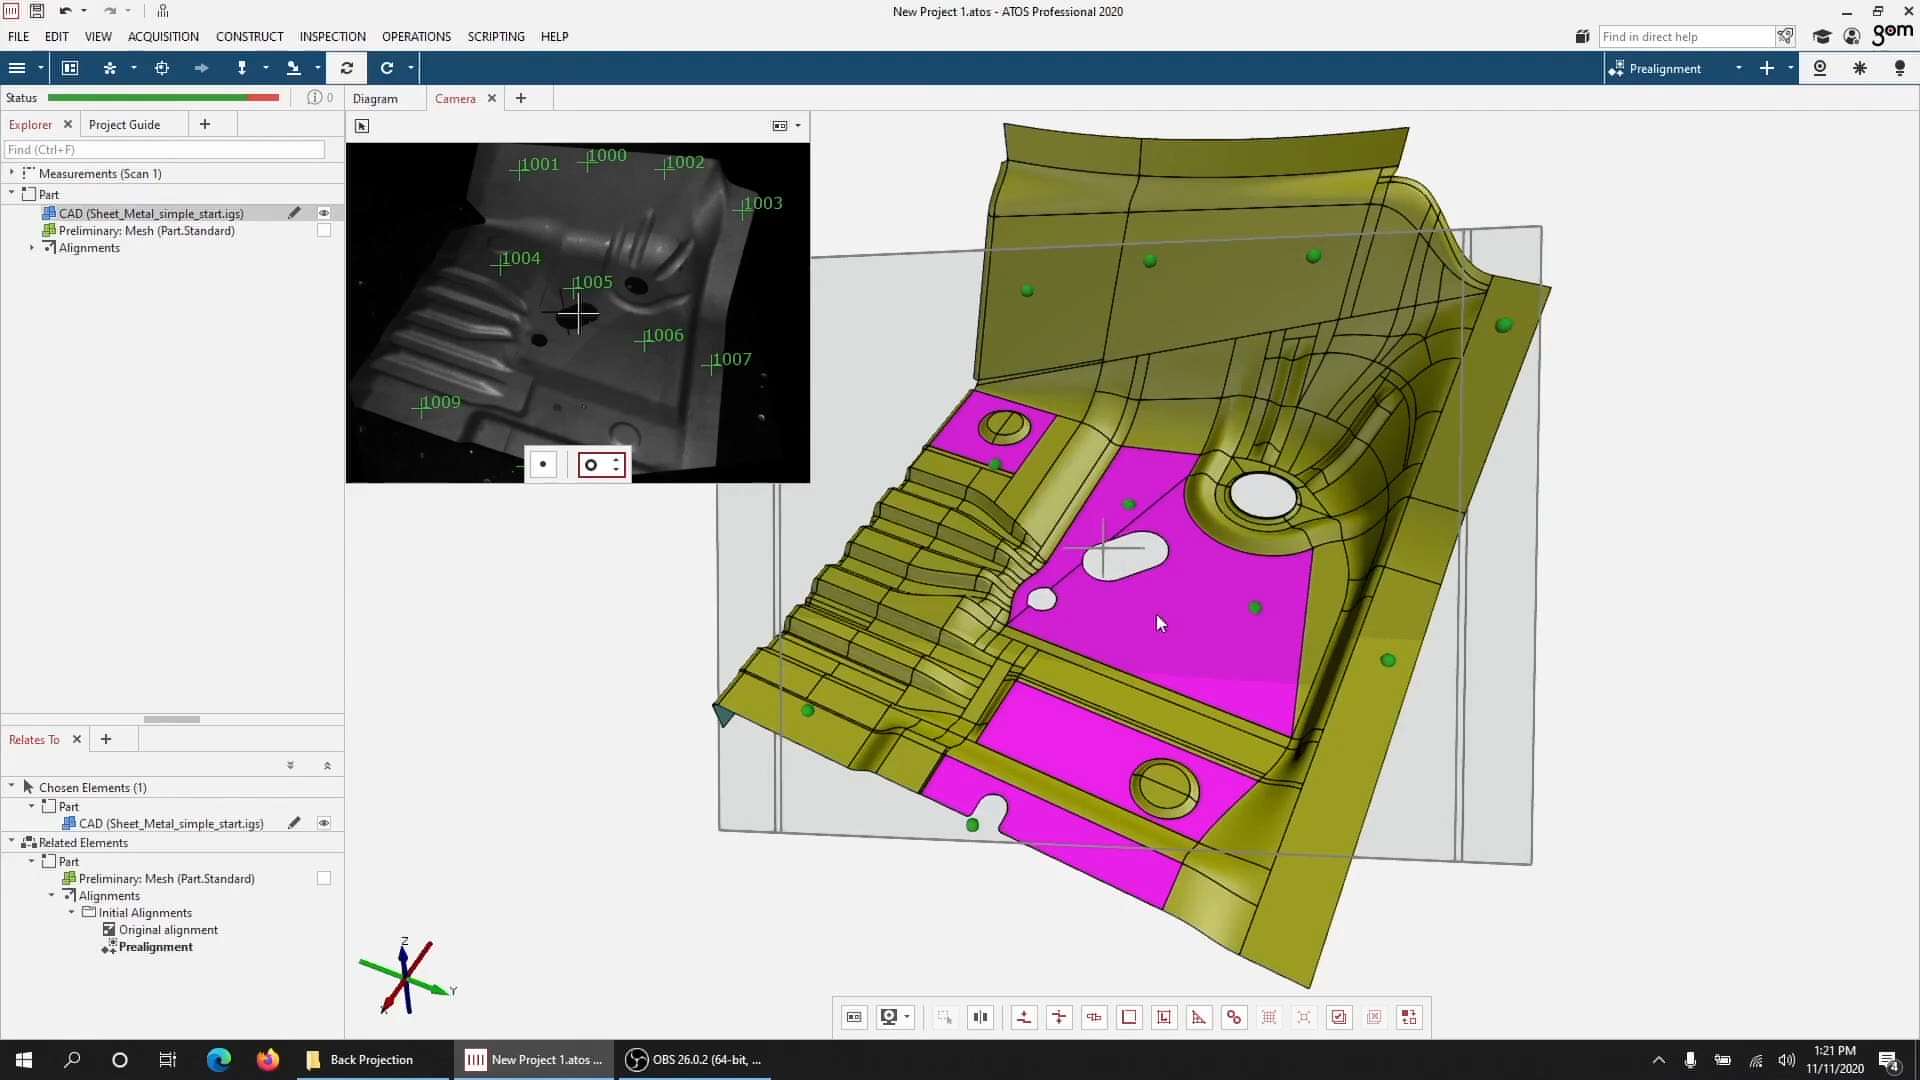 New Project 1.atos - ATOS Professional 2020
FILE EDIT VIEW ACQUISITION CONSTRUCT INSPECTION OPERATIONS SCRIPTING HELP
Find in direct help
gom
Prealignment
Status
0
Diagram
Camera
Explorer
Project Guide
Find (Ctrl+F)
Measurements (Scan 1)
Part
CAD (Sheet_Metal_simple_start.igs)
Preliminary: Mesh (Part.Standard)
Alignments
1001
1000
1002
1003
1004
1005
1006
1007
1009
Relates To
Chosen Elements (1)
Part
CAD (Sheet_Metal_simple_start.igs)
Related Elements
Part
Preliminary: Mesh (Part.Standard)
Alignments
Initial Alignments
Original alignment
Prealignment
Z
Y
Back Projection
New Project 1.atos ...
OBS 26.0.2 (64-bit, ...
1:21 PM
11/11/2020
4